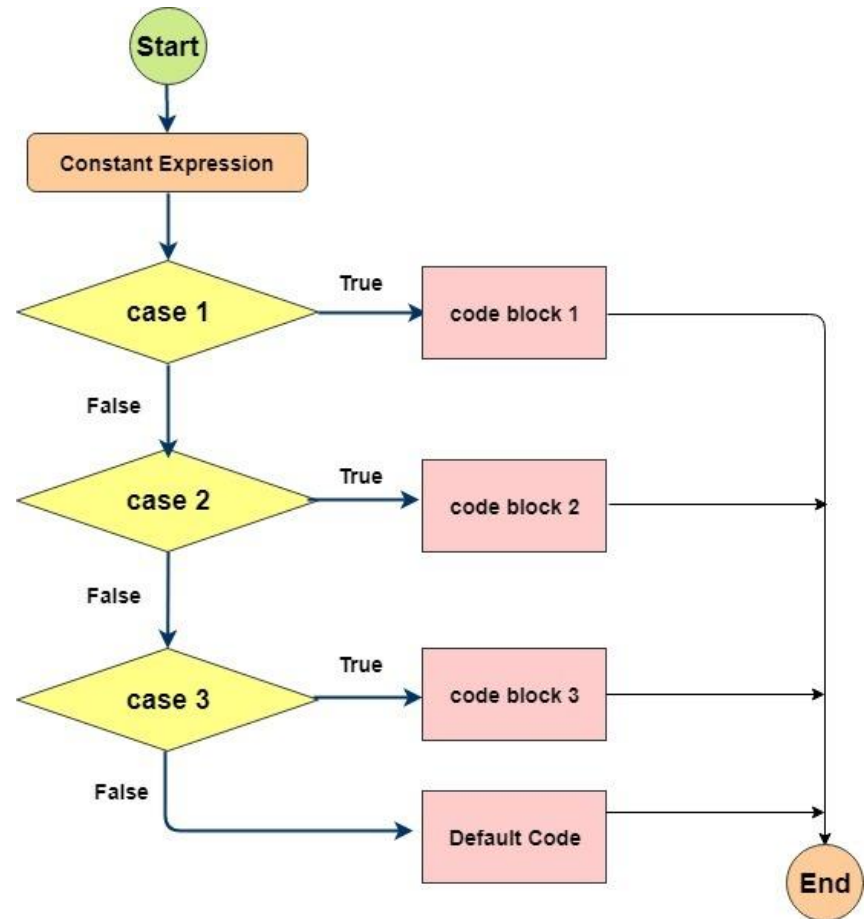 Start
Constant Expression
case 1
True
code block 1
False
case 2
True
code block 2
False
case 3
True
code block 3
False
Default Code
End